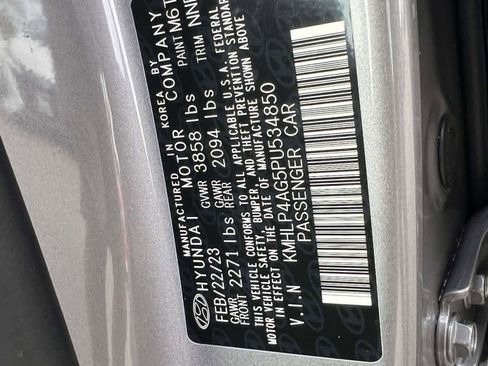 MANUFACTURED IN KOREA BY
HYUNDAI MOTOR COMPANY
FEB/22/23 GVWR 3858 lbs PAINT M6T
GAWR FRONT 2271 lbs GAWR REAR 2094 lbs TRIM NNB
THIS VEHICLE CONFORMS TO ALL APPLICABLE U.S.A. FEDERAL
MOTOR VEHICLE SAFETY, BUMPER, AND THEFT PREVENTION STANDARDS
IN EFFECT ON THE DATE OF MANUFACTURE SHOWN ABOVE
V.I.N KMHLP4AG5PU534850
PASSENGER CAR